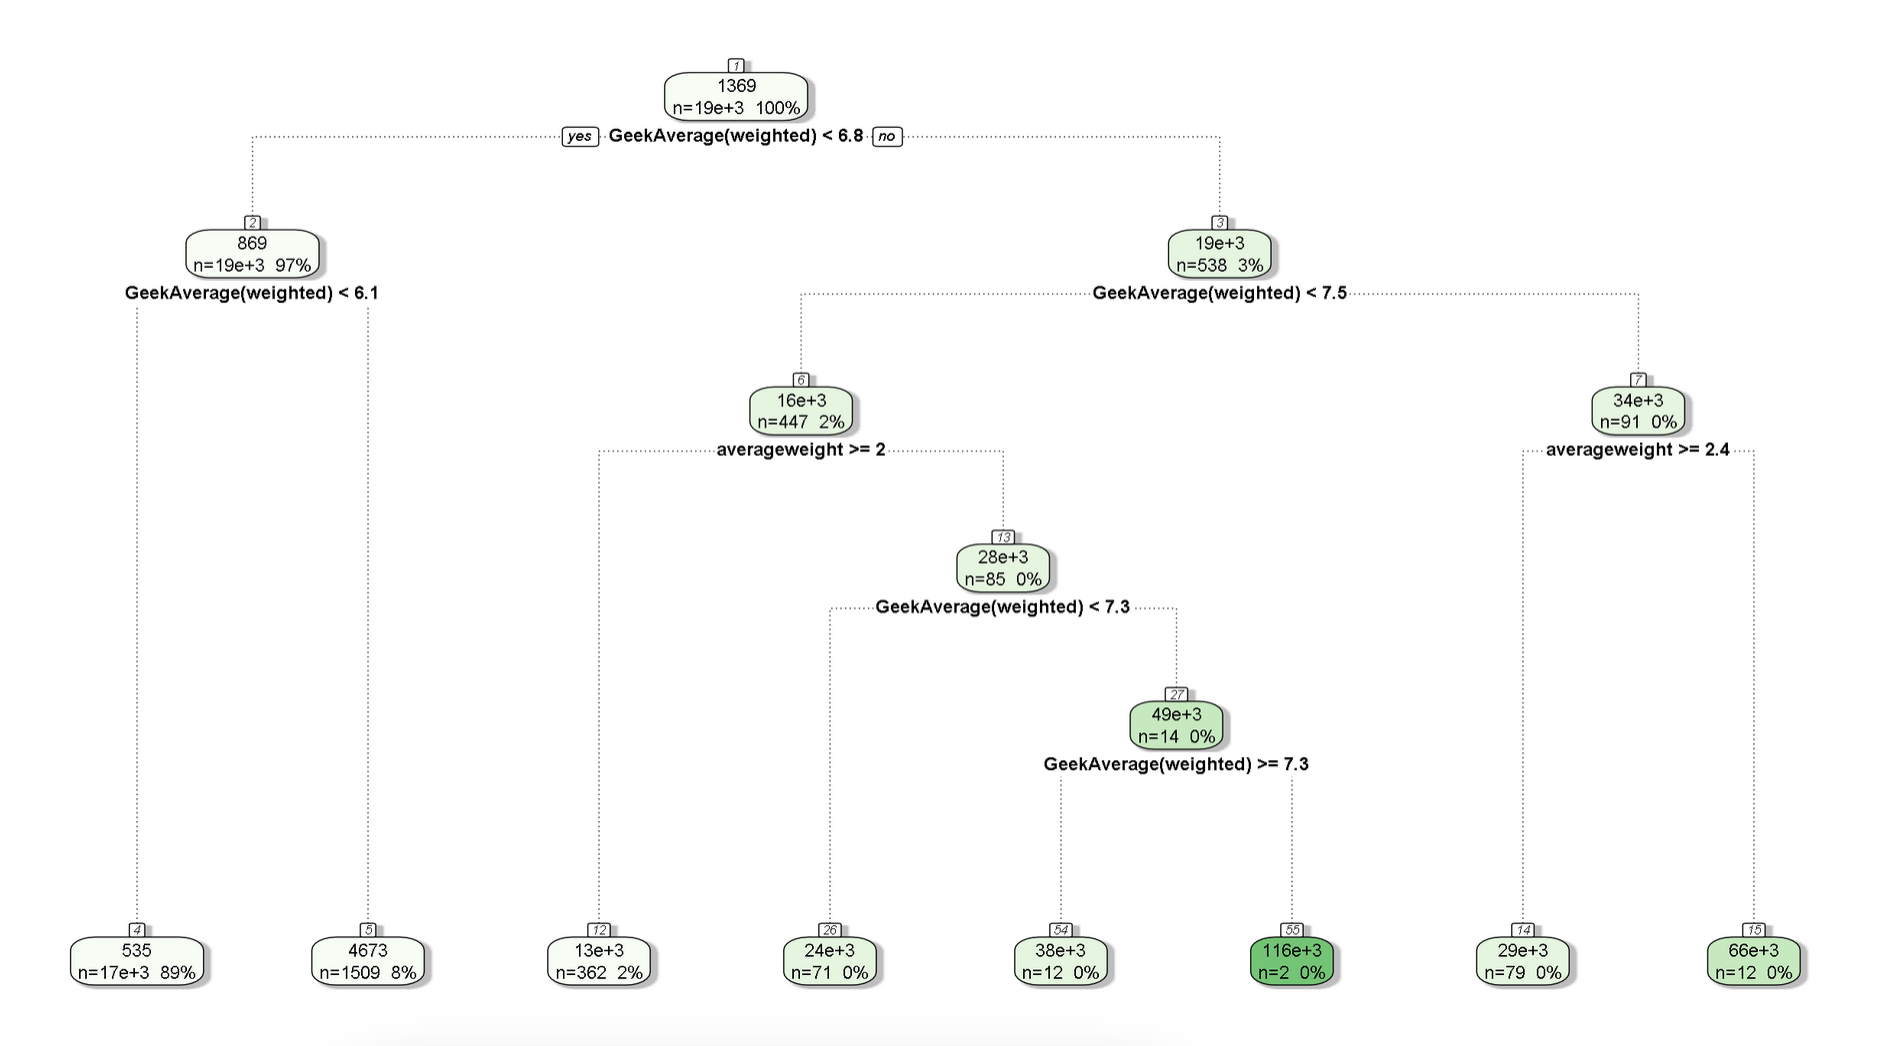 1
1369
n=19e+3 100%
yes GeekAverage(weighted) < 6.8 no
2
869
n=19e+3 97%
GeekAverage(weighted) < 6.1
3
19e+3
n=538 3%
GeekAverage(weighted) < 7.5
6
16e+3
n=447 2%
averageweight >= 2
7
34e+3
n=91 0%
averageweight >= 2.4
13
28e+3
n=85 0%
GeekAverage(weighted) < 7.3
27
49e+3
n=14 0%
GeekAverage(weighted) >= 7.3
4
535
n=17e+3 89%
5
4673
n=1509 8%
12
13e+3
n=362 2%
26
24e+3
n=71 0%
54
38e+3
n=12 0%
55
116e+3
n=2 0%
14
29e+3
n=79 0%
15
66e+3
n=12 0%